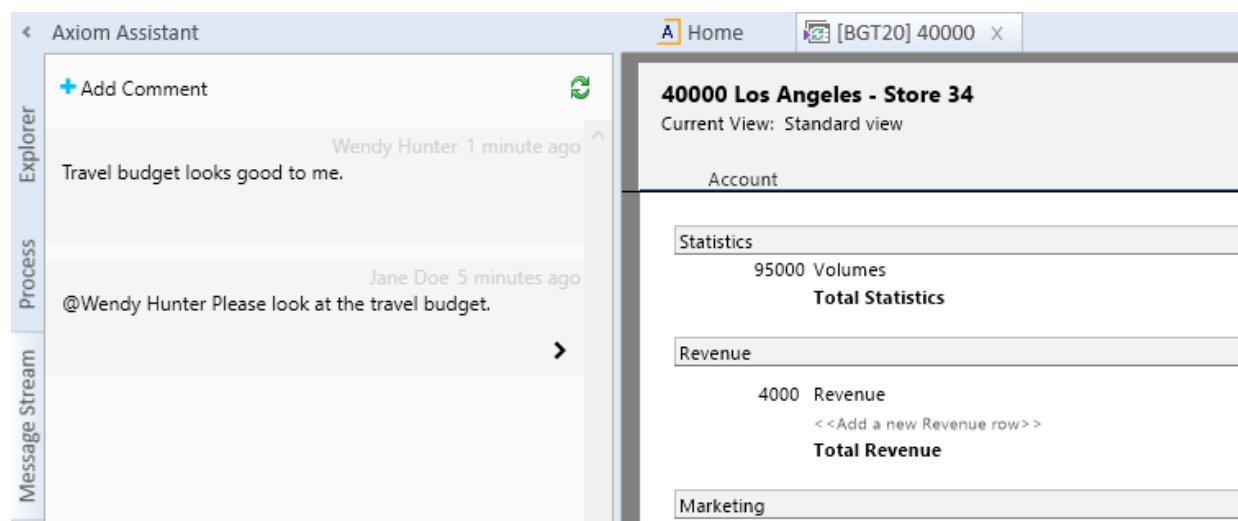 Axiom Assistant
Explorer
Process
Message Stream
Add Comment
Wendy Hunter 1 minute ago
Travel budget looks good to me.
Jane Doe 5 minutes ago
@Wendy Hunter Please look at the travel budget.
A Home
[BGT20] 40000 X
40000 Los Angeles - Store 34
Current View: Standard view
Account
Statistics
95000 Volumes
Total Statistics
Revenue
4000 Revenue
<<Add a new Revenue row>>
Total Revenue
Marketing